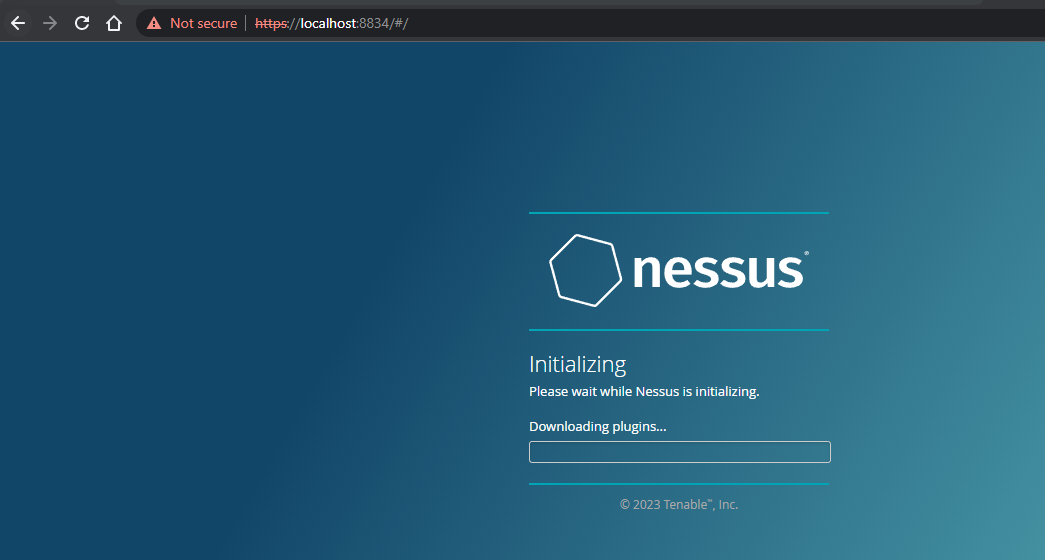 Not secure | https://localhost:8834/#/
nessus®
Initializing
Please wait while Nessus is initializing.
Downloading plugins...
© 2023 Tenable™, Inc.